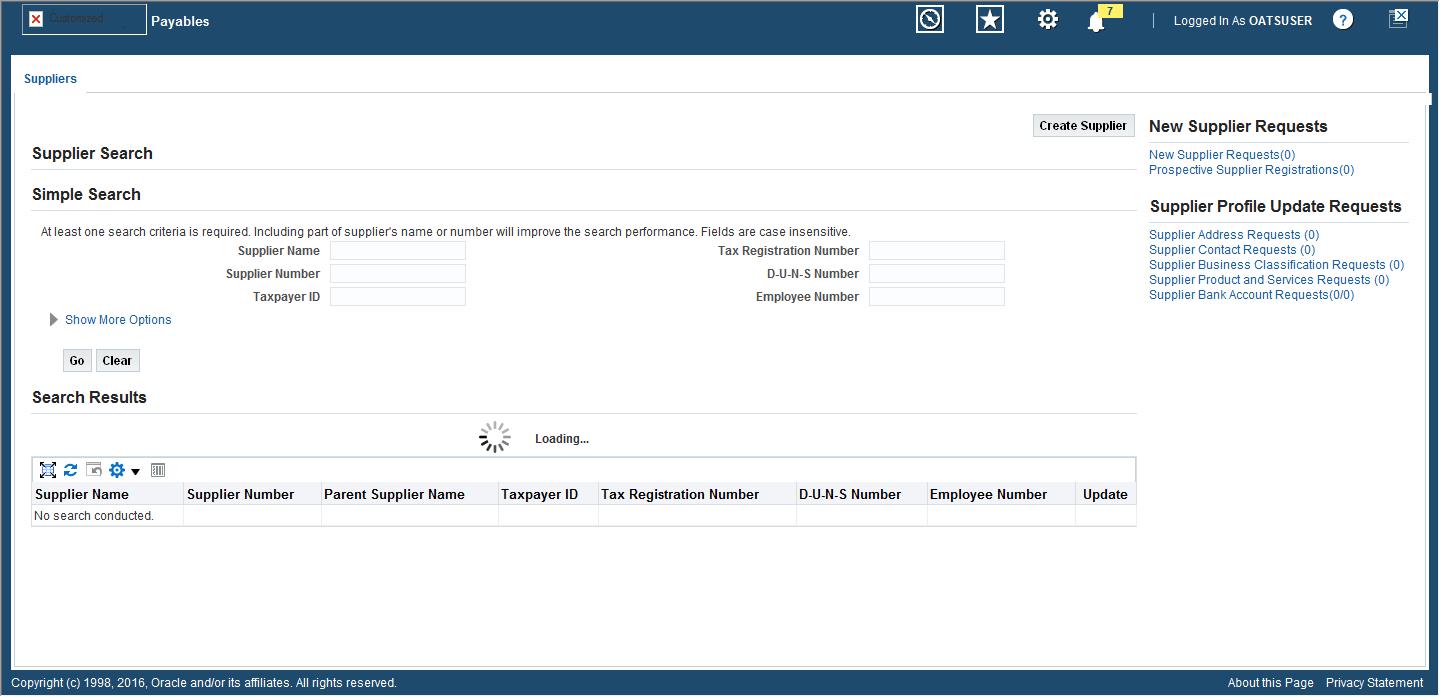 Customized
Payables
7
Logged In As OATSUSER
?
Suppliers
Create Supplier
Supplier Search
Simple Search
At least one search criteria is required. Including part of supplier's name or number will improve the search performance. Fields are case insensitive.
Supplier Name
Tax Registration Number
Supplier Number
D-U-N-S Number
Taxpayer ID
Employee Number
Show More Options
Go Clear
Search Results
Loading...
Supplier Name Supplier Number Parent Supplier Name Taxpayer ID Tax Registration Number D-U-N-S Number Employee Number Update
No search conducted.
New Supplier Requests
New Supplier Requests(0)
Prospective Supplier Registrations(0)
Supplier Profile Update Requests
Supplier Address Requests (0)
Supplier Contact Requests (0)
Supplier Business Classification Requests (0)
Supplier Product and Services Requests (0)
Supplier Bank Account Requests(0/0)
Copyright (c) 1998, 2016, Oracle and/or its affiliates. All rights reserved.
About this Page Privacy Statement